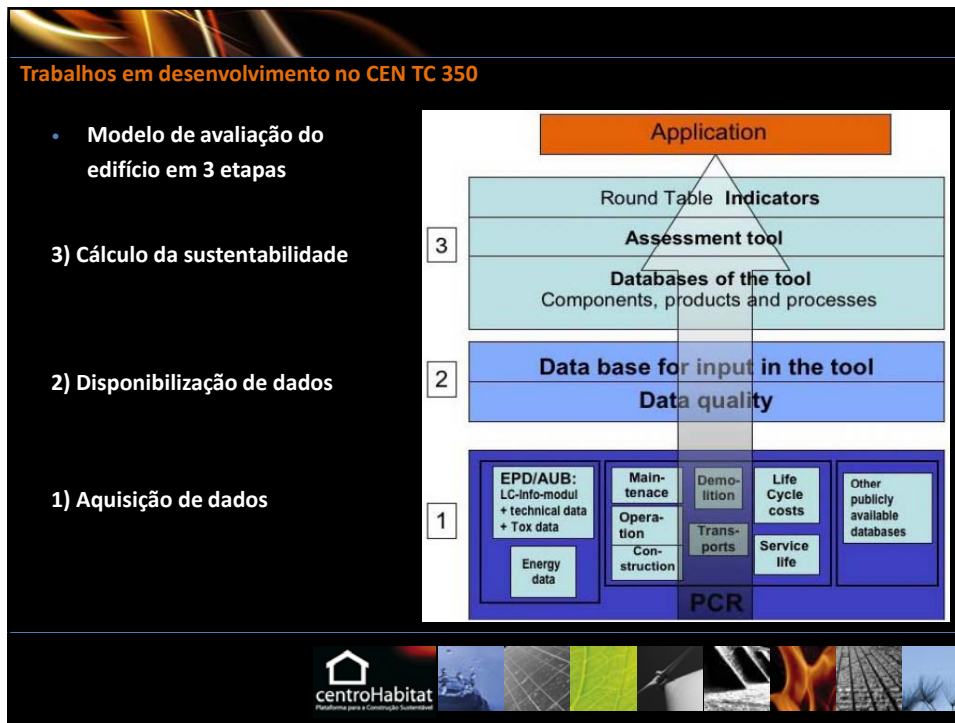 Trabalhos em desenvolvimento no CEN TC 350
• Modelo de avaliação do
edifício em 3 etapas
3) Cálculo da sustentabilidade
2) Disponibilização de dados
1) Aquisição de dados
Application
3
Round Table Indicators
Assessment tool
Databases of the tool
Components, products and processes
2
Data base for input in the tool
Data quality
1
EPD/AUB:
LC-Info-modul
+ technical data
+ Tox data
Energy
data
Main-
tenace
Opera-
tion
Con-
struction
Demo-
lition
Trans-
ports
Life
Cycle
costs
Service
life
Other
publicly
available
databases
PCR
centroHabitat
Plataforma para a Construção Sustentável